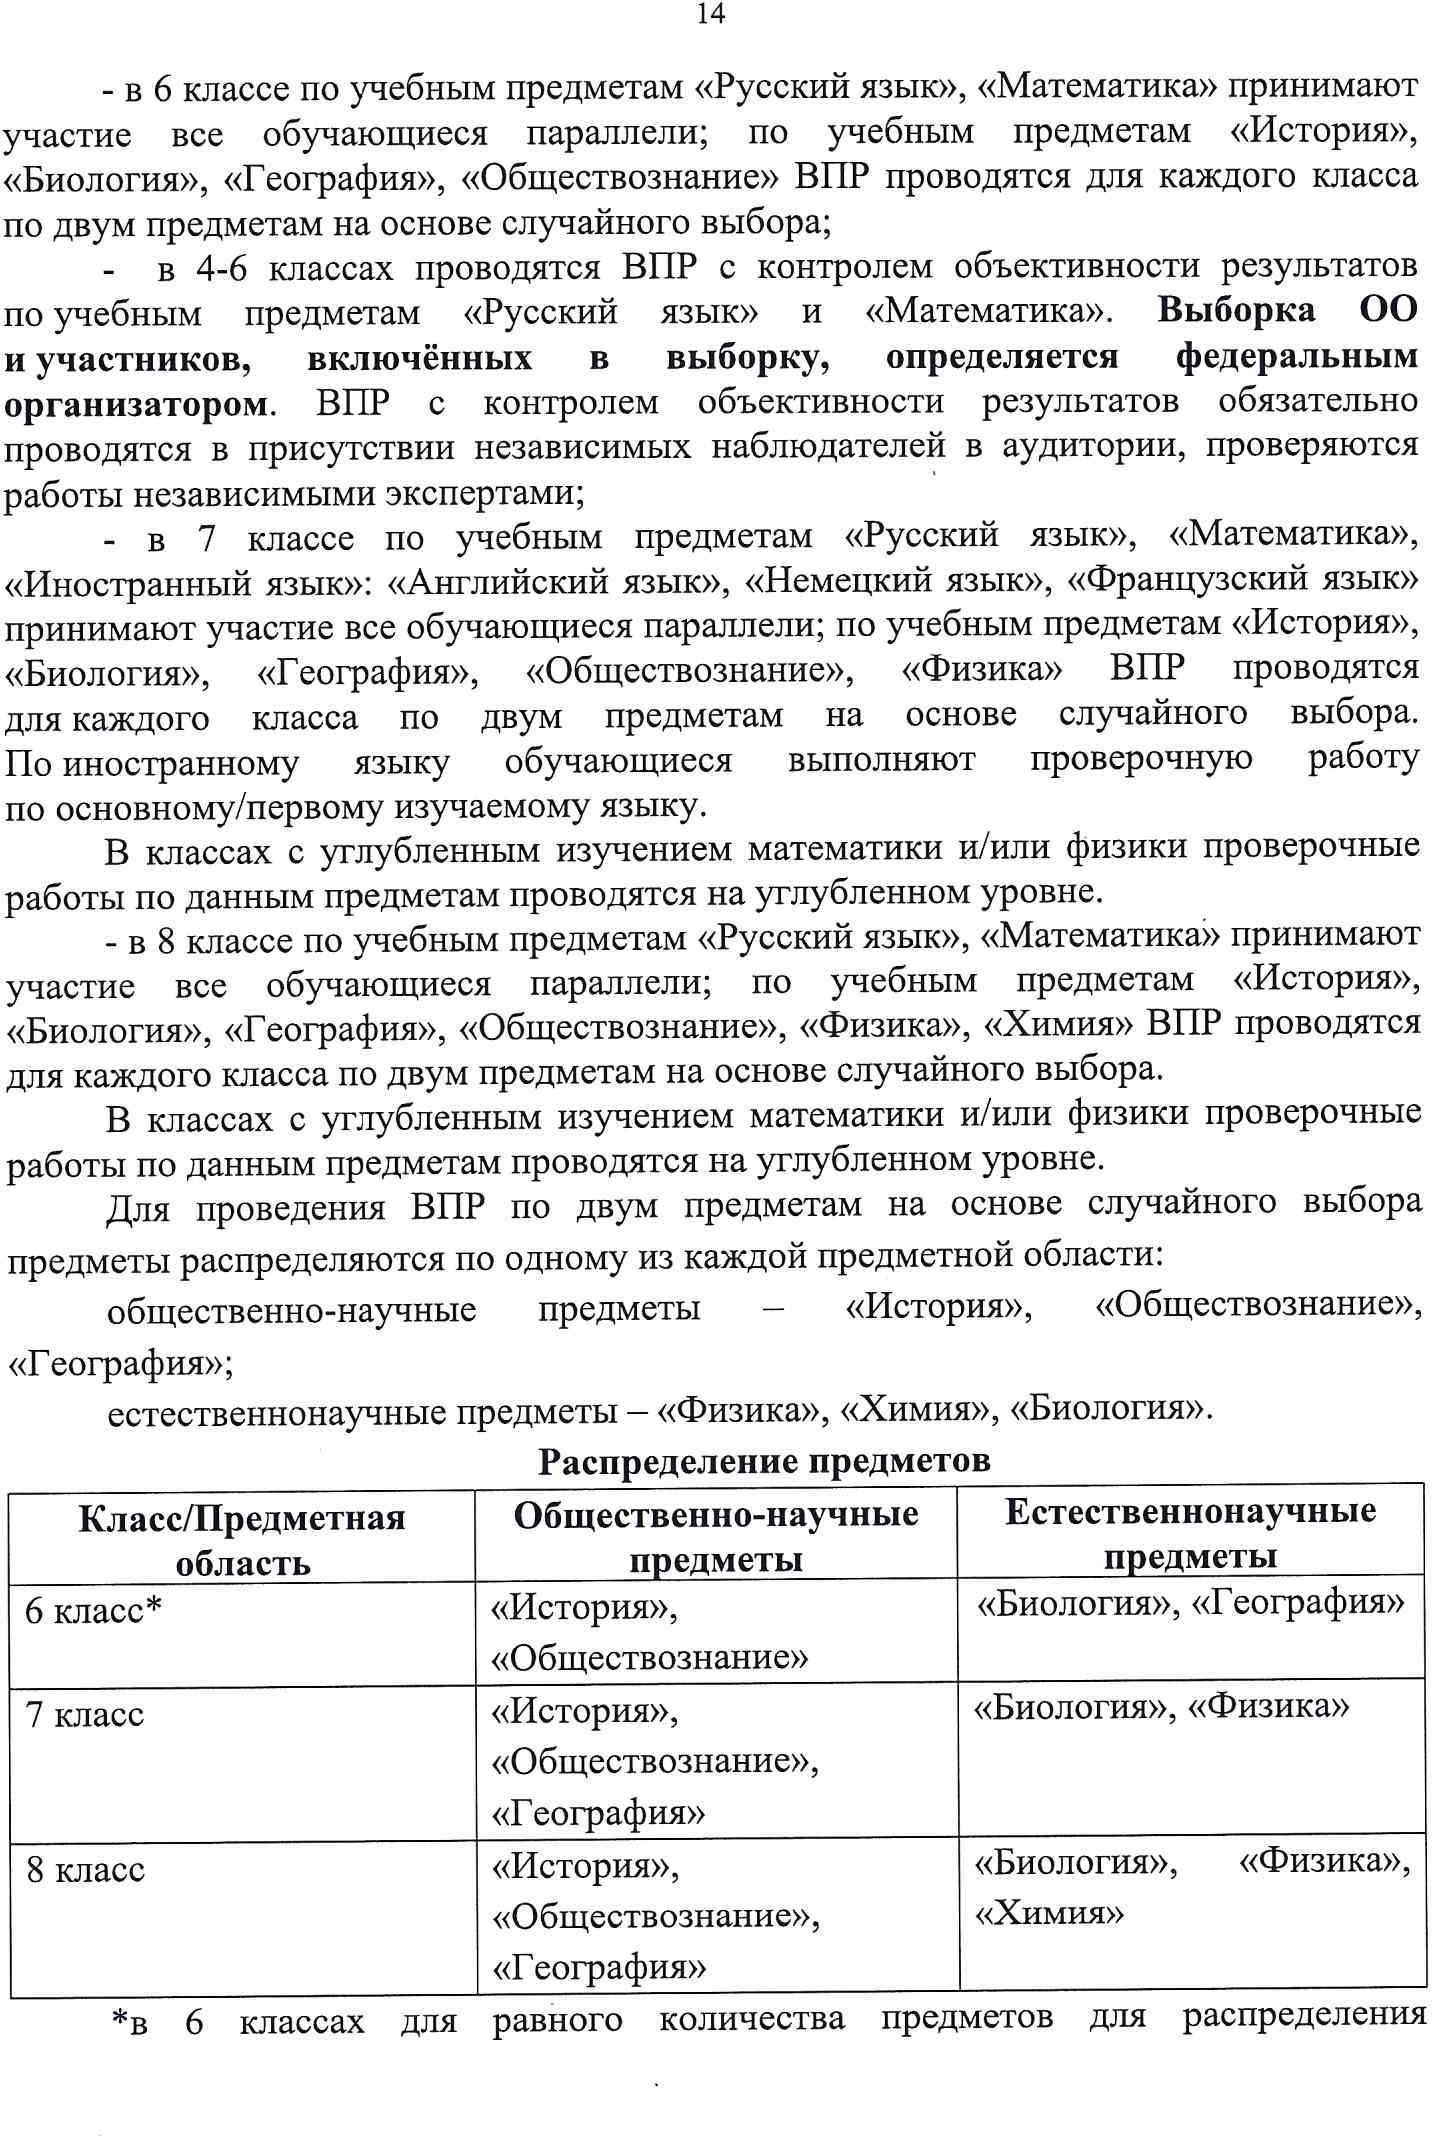 14
- в 6 классе по учебным предметам «Русский язык», «Математика» принимают
участие все обучающиеся параллели; по учебным предметам «История»,
«Биология», «География», «Обществознание» ВПР проводятся для каждого класса
по двум предметам на основе случайного выбора;
- в 4-6 классах проводятся ВПР с контролем объективности результатов
по учебным предметам «Русский язык» и «Математика». Выборка ОО
и участников, включённых в выборку, определяется федеральным
организатором. ВПР с контролем объективности результатов обязательно
проводятся в присутствии независимых наблюдателей в аудитории, проверяются
работы независимыми экспертами;
- в 7 классе по учебным предметам «Русский язык», «Математика»,
«Иностранный язык»: «Английский язык», «Немецкий язык», «Французский язык»
принимают участие все обучающиеся параллели; по учебным предметам «История»,
«Биология», «География», «Обществознание», «Физика» ВПР проводятся
для каждого класса по двум предметам на основе случайного выбора.
По иностранному языку обучающиеся выполняют проверочную работу
по основному/первому изучаемому языку.
В классах с углубленным изучением математики и/или физики проверочные
работы по данным предметам проводятся на углубленном уровне.
- в 8 классе по учебным предметам «Русский язык», «Математика» принимают
участие все обучающиеся параллели; по учебным предметам «История»,
«Биология», «География», «Обществознание», «Физика», «Химия» ВПР проводятся
для каждого класса по двум предметам на основе случайного выбора.
В классах с углубленным изучением математики и/или физики проверочные
работы по данным предметам проводятся на углубленном уровне.
Для проведения ВПР по двум предметам на основе случайного выбора
предметы распределяются по одному из каждой предметной области:
общественно-научные предметы – «История», «Обществознание»,
«География»;
естественнонаучные предметы – «Физика», «Химия», «Биология».
Распределение предметов
Класс/Предметная
область
Общественно-научные
предметы
Естественнонаучные
предметы
6 класс*
«История»,
«Обществознание»
«Биология», «География»
7 класс
«История»,
«Обществознание»,
«География»
«Биология», «Физика»
8 класс
«История»,
«Обществознание»,
«География»
«Биология», «Физика»,
«Химия»
*в 6 классах для равного количества предметов для распределения